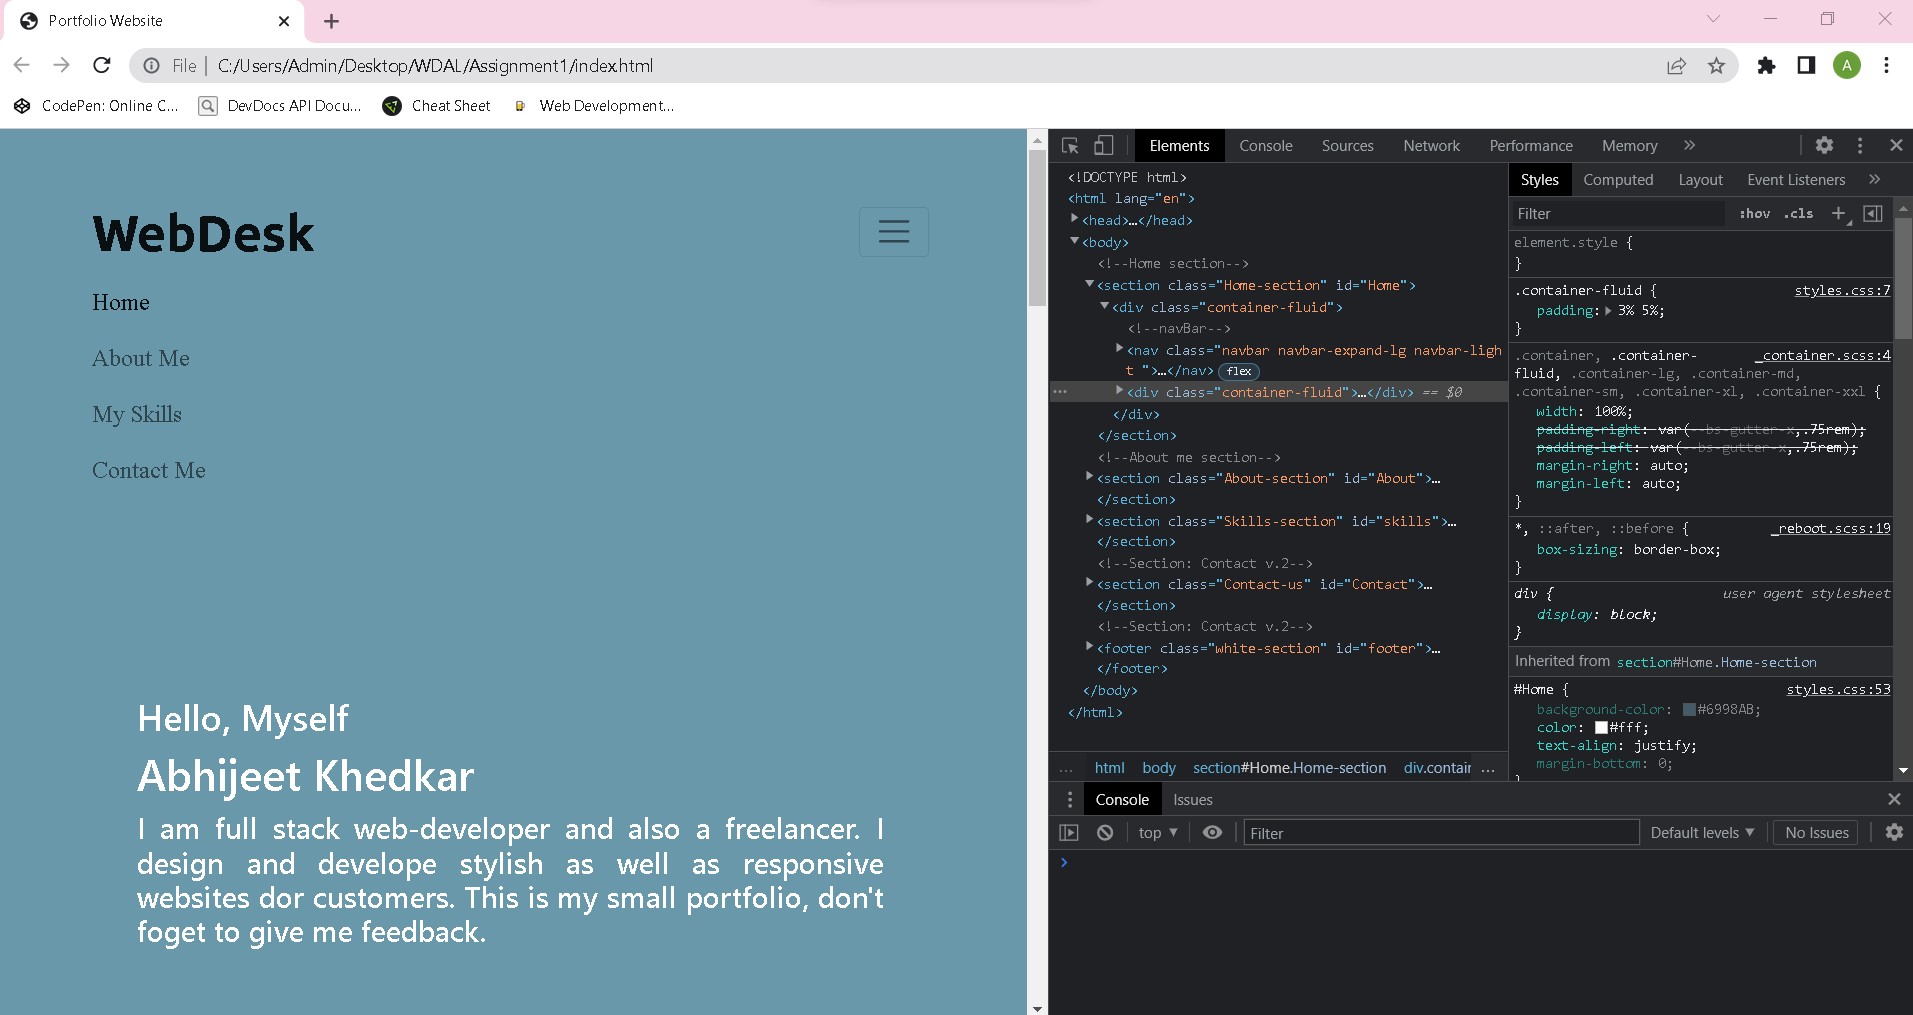 Portfolio Website
File | C:/Users/Admin/Desktop/WDAL/Assignment1/index.html
A
CodePen: Online C... DevDocs API Docu... Cheat Sheet Web Development...
WebDesk
Home
About Me
My Skills
Contact Me
Hello, Myself
Abhijeet Khedkar
I am full stack web-developer and also a freelancer. I
design and develope stylish as well as responsive
websites dor customers. This is my small portfolio, don't
foget to give me feedback.
Elements Console Sources Network Performance Memory »
<!DOCTYPE html>
<html lang="en">
<head>…</head>
<body>
<!--Home section-->
<section class="Home-section" id="Home">
<div class="container-fluid">
<!--navBar-->
<nav class="navbar navbar-expand-lg navbar-ligh
t ">…</nav> flex
<div class="container-fluid">…</div> == $0
</div>
</section>
<!--About me section-->
<section class="About-section" id="About">…
</section>
<section class="Skills-section" id="skills">…
</section>
<!--Section: Contact v.2-->
<section class="Contact-us" id="Contact">…
</section>
<!--Section: Contact v.2-->
<footer class="white-section" id="footer">…
</footer>
</body>
</html>
... html body section#Home.Home-section div.contair ...
Styles Computed Layout Event Listeners »
Filter :hov .cls +
element.style {
}
.container-fluid { styles.css:7
padding: 3% 5%;
}
.container, .container- _container.scss:4
fluid, .container-lg, .container-md,
.container-sm, .container-xl, .container-xxl {
width: 100%;
padding-right: var(--bs-gutter-x,.75rem);
padding-left: var(--bs-gutter-x,.75rem);
margin-right: auto;
margin-left: auto;
}
*, ::after, ::before { _reboot.scss:19
box-sizing: border-box;
}
div { user agent stylesheet
display: block;
}
Inherited from section#Home.Home-section
#Home { styles.css:53
background-color: #6998AB;
color: #fff;
text-align: justify;
margin-bottom: 0;
}
Console Issues
top ▼ Filter Default levels ▼ No Issues
>